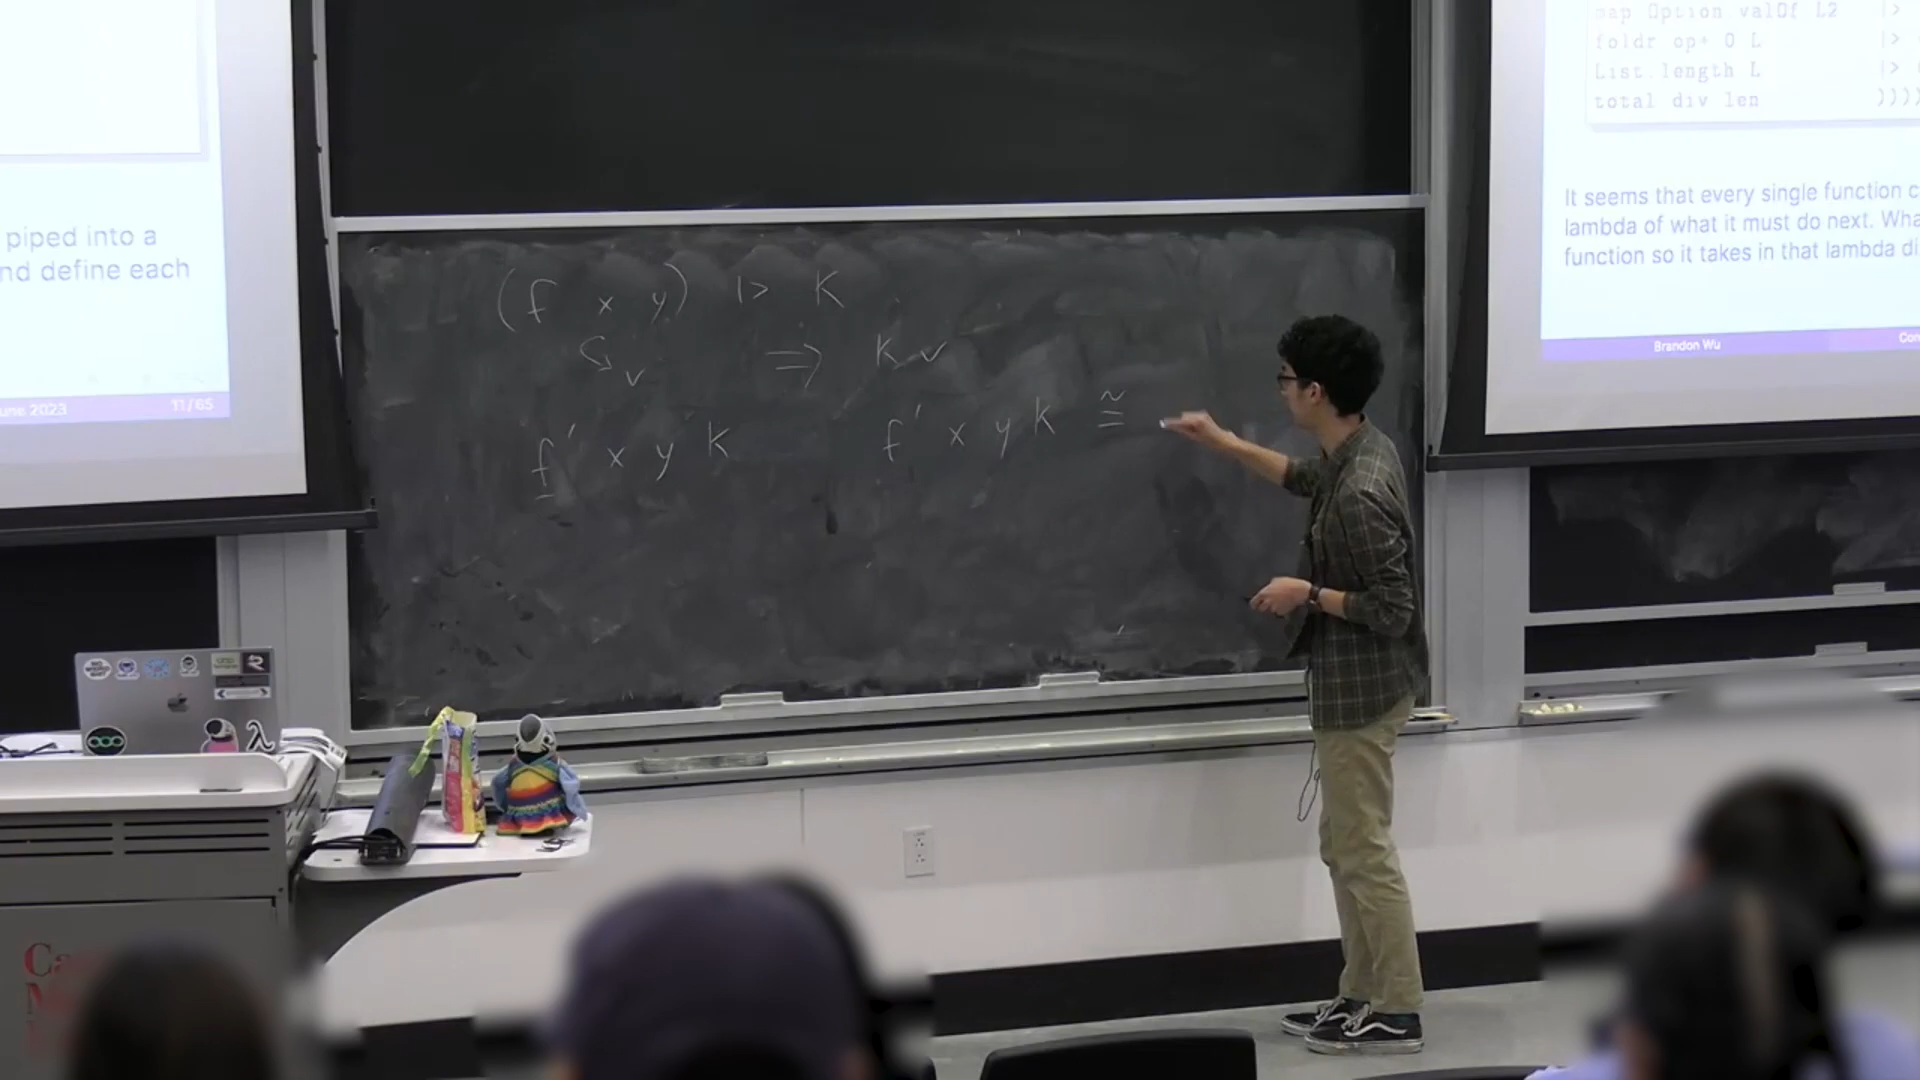 piped into a
nd define each
une 2023 11/65
(f x y) |> K
v ⇒ K v
f' x y K
f' x y k ≅
map Option.valOf L2 |>
foldr op+ 0 L |>
List.length L |>
total div len ))))
It seems that every single function c
lambda of what it must do next. Wha
function so it takes in that lambda di
Brandon Wu Con
λ
Ca
M